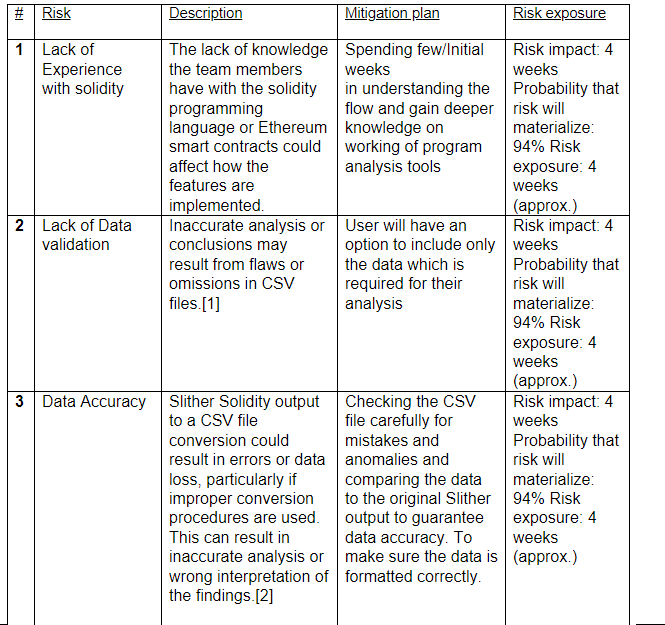 # Risk Description Mitigation plan Risk exposure
1 Lack of
Experience
with solidity
The lack of knowledge
the team members
have with the solidity
programming
language or Ethereum
smart contracts could
affect how the
features are
implemented.
Spending few/Initial
weeks
in understanding the
flow and gain deeper
knowledge on
working of program
analysis tools
Risk impact: 4
weeks
Probability that
risk will
materialize:
94% Risk
exposure: 4
weeks
(approx.)
2 Lack of Data
validation
Inaccurate analysis or
conclusions may
result from flaws or
omissions in CSV
files.[1]
User will have an
option to include only
the data which is
required for their
analysis
Risk impact: 4
weeks
Probability that
risk will
materialize:
94% Risk
exposure: 4
weeks
(approx.)
3 Data Accuracy
Slither Solidity output
to a CSV file
conversion could
result in errors or data
loss, particularly if
improper conversion
procedures are used.
This can result in
inaccurate analysis or
wrong interpretation of
the findings.[2]
Checking the CSV
file carefully for
mistakes and
anomalies and
comparing the data
to the original Slither
output to guarantee
data accuracy. To
make sure the data is
formatted correctly.
Risk impact: 4
weeks
Probability that
risk will
materialize:
94% Risk
exposure: 4
weeks
(approx.)